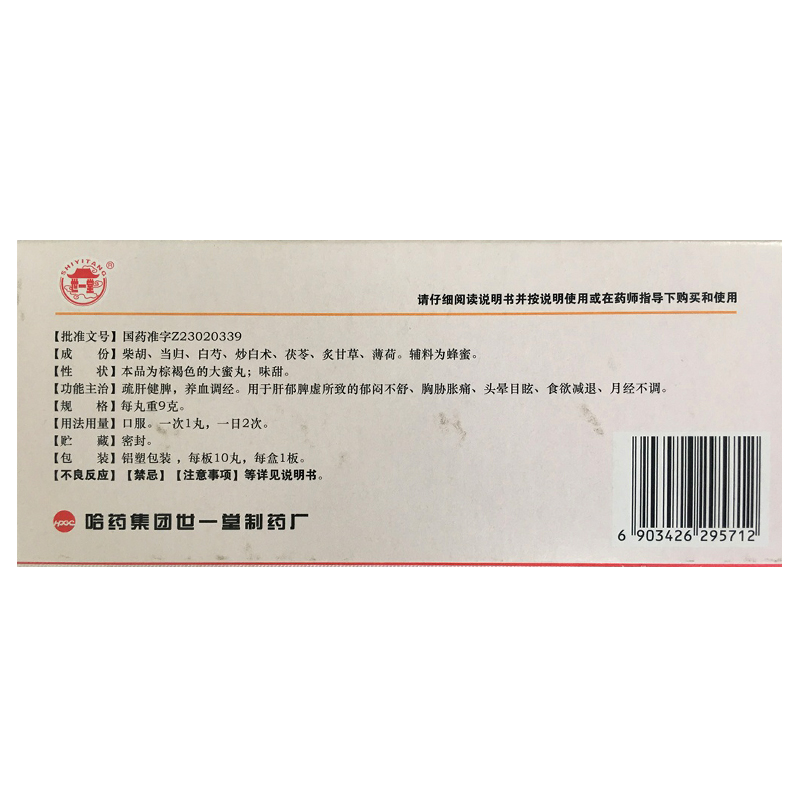 SHIYITANG
世一堂
®
请仔细阅读说明书并按说明使用或在药师指导下购买和使用
【批准文号】国药准字Z23020339
【成 份】柴胡、当归、白芍、炒白术、茯苓、炙甘草、薄荷。辅料为蜂蜜。
【性 状】本品为棕褐色的大蜜丸；味甜。
【功能主治】疏肝健脾，养血调经。用于肝郁脾虚所致的郁闷不舒、胸胁胀痛、头晕目眩、食欲减退、月经不调。
【规 格】每丸重9克。
【用法用量】口服。一次1丸，一日2次。
【贮 藏】密封。
【包 装】铝塑包装，每板10丸，每盒1板。
【不良反应】【禁忌】【注意事项】等详见说明书。
HPGC 哈药集团世一堂制药厂
6 903426 295712